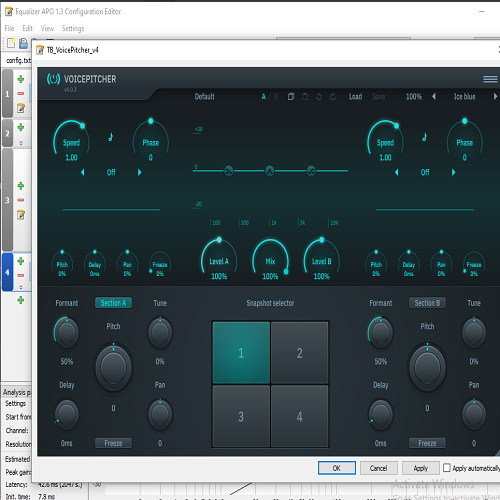 Equalizer APO 1.3 Configuration Editor
File Edit View Settings
config.txt
TB_VoicePitcher_v4
VOICEPITCHER
v4.0.3
Default A / B Load Save 100% Ice blue
1
2
3
4
Speed
1.00
Phase
0
Off
+20
0
-20
100 300 1k 3k 10k
Speed
1.00
Phase
0
Off
Pitch
0%
Delay
0ms
Pan
0%
Freeze
0%
Level A
100%
Mix
100%
Level B
100%
Pitch
0%
Delay
0ms
Pan
0%
Freeze
0%
Formant
Section A
Tune
50%
Pitch
0
0%
Delay
0ms
Pan
0%
Freeze
Snapshot selector
1 2
3 4
Formant
Section B
Tune
50%
Pitch
0
0%
Delay
0ms
Pan
0%
Freeze
Analysis p
Settings
Start from
Channel:
Resolution
Estimated
Peak gain:
Latency: 42.6 ms (2048 s.)
Init. time: 7.8 ms
-50
OK Cancel Apply Apply automatically
Activate Windows
Go to Settings to activate Windows